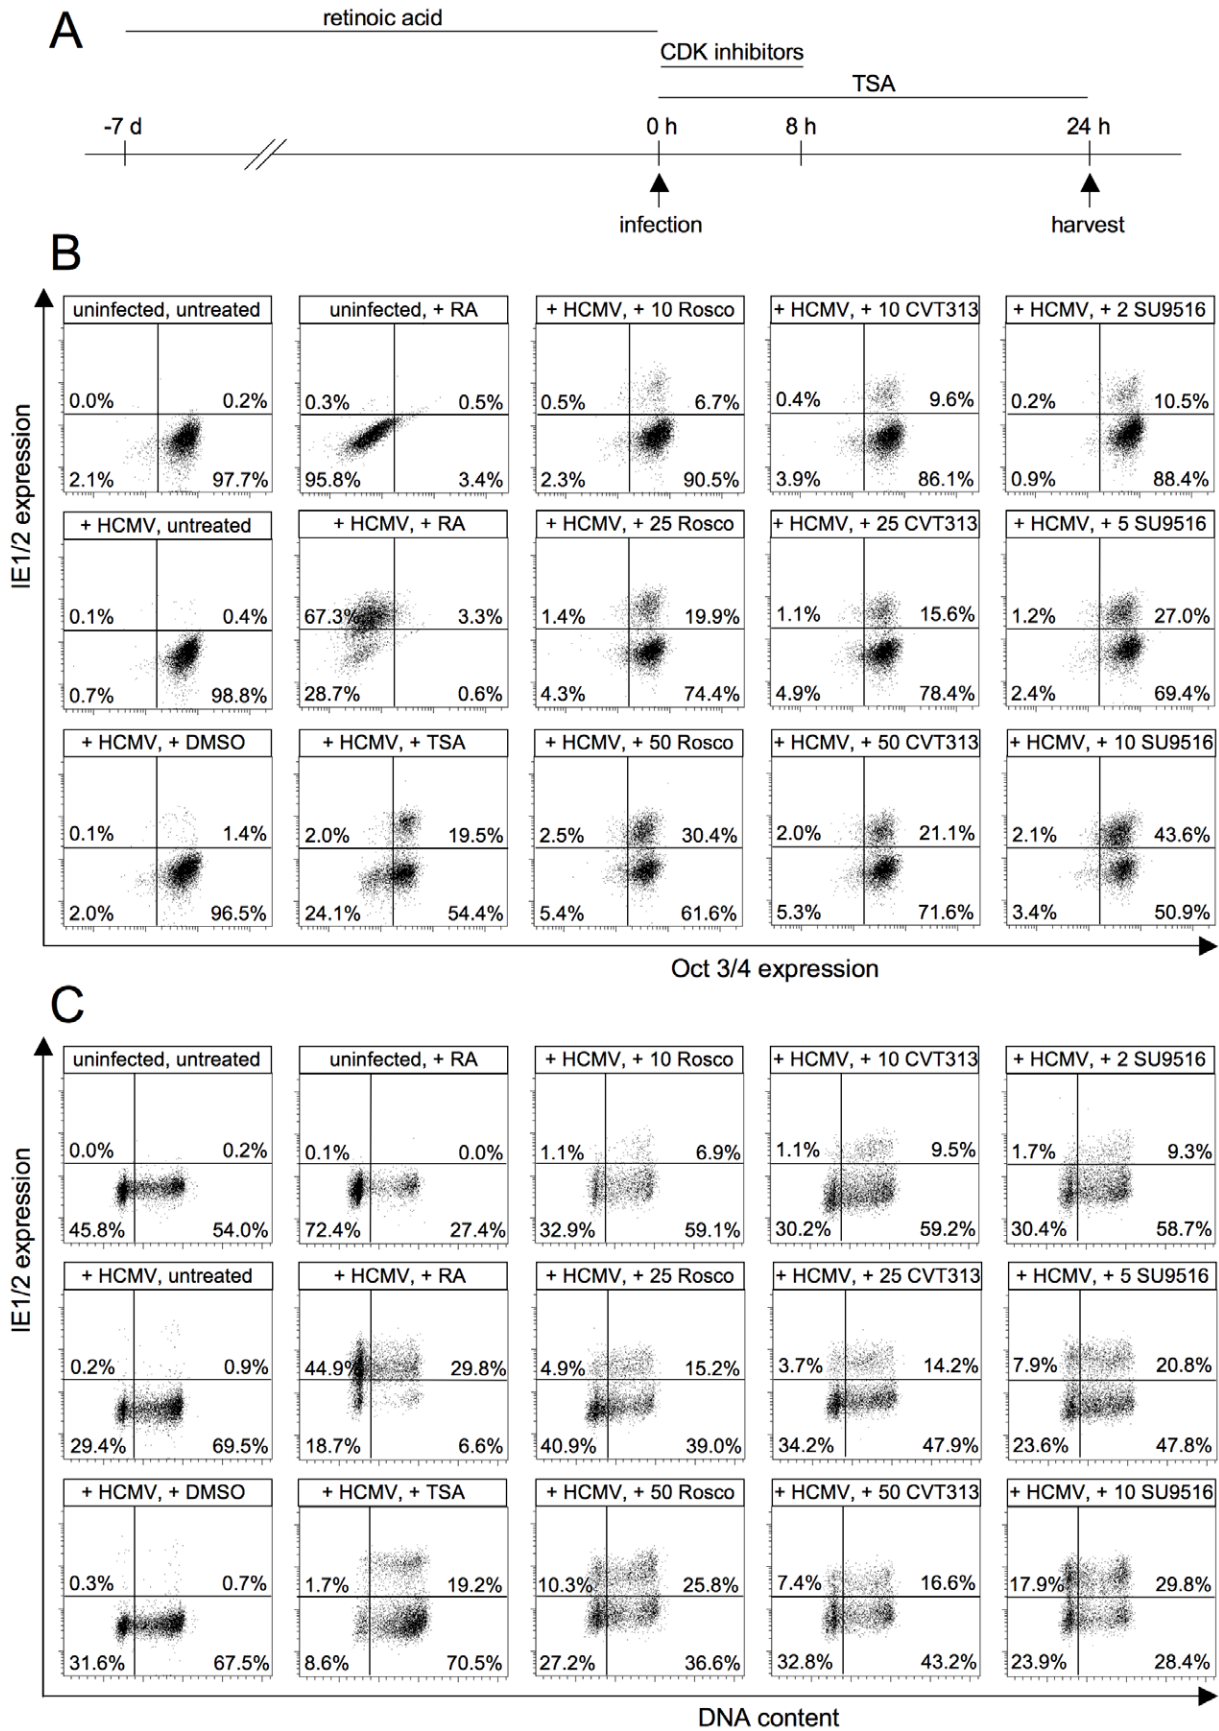 A
retinoic acid
CDK inhibitors
TSA
-7 d
0 h
8 h
24 h
infection
harvest
B
IE1/2 expression
uninfected, untreated
0.0% 0.2%
2.1% 97.7%
uninfected, + RA
0.3% 0.5%
95.8% 3.4%
+ HCMV, + 10 Rosco
0.5% 6.7%
2.3% 90.5%
+ HCMV, + 10 CVT313
0.4% 9.6%
3.9% 86.1%
+ HCMV, + 2 SU9516
0.2% 10.5%
0.9% 88.4%
+ HCMV, untreated
0.1% 0.4%
0.7% 98.8%
+ HCMV, + RA
67.3% 3.3%
28.7% 0.6%
+ HCMV, + 25 Rosco
1.4% 19.9%
4.3% 74.4%
+ HCMV, + 25 CVT313
1.1% 15.6%
4.9% 78.4%
+ HCMV, + 5 SU9516
1.2% 27.0%
2.4% 69.4%
+ HCMV, + DMSO
0.1% 1.4%
2.0% 96.5%
+ HCMV, + TSA
2.0% 19.5%
24.1% 54.4%
+ HCMV, + 50 Rosco
2.5% 30.4%
5.4% 61.6%
+ HCMV, + 50 CVT313
2.0% 21.1%
5.3% 71.6%
+ HCMV, + 10 SU9516
2.1% 43.6%
3.4% 50.9%
Oct 3/4 expression
C
IE1/2 expression
uninfected, untreated
0.0% 0.2%
45.8% 54.0%
uninfected, + RA
0.1% 0.0%
72.4% 27.4%
+ HCMV, + 10 Rosco
1.1% 6.9%
32.9% 59.1%
+ HCMV, + 10 CVT313
1.1% 9.5%
30.2% 59.2%
+ HCMV, + 2 SU9516
1.7% 9.3%
30.4% 58.7%
+ HCMV, untreated
0.2% 0.9%
29.4% 69.5%
+ HCMV, + RA
44.9% 29.8%
18.7% 6.6%
+ HCMV, + 25 Rosco
4.9% 15.2%
40.9% 39.0%
+ HCMV, + 25 CVT313
3.7% 14.2%
34.2% 47.9%
+ HCMV, + 5 SU9516
7.9% 20.8%
23.6% 47.8%
+ HCMV, + DMSO
0.3% 0.7%
31.6% 67.5%
+ HCMV, + TSA
1.7% 19.2%
8.6% 70.5%
+ HCMV, + 50 Rosco
10.3% 25.8%
27.2% 36.6%
+ HCMV, + 50 CVT313
7.4% 16.6%
32.8% 43.2%
+ HCMV, + 10 SU9516
17.9% 29.8%
23.9% 28.4%
DNA content